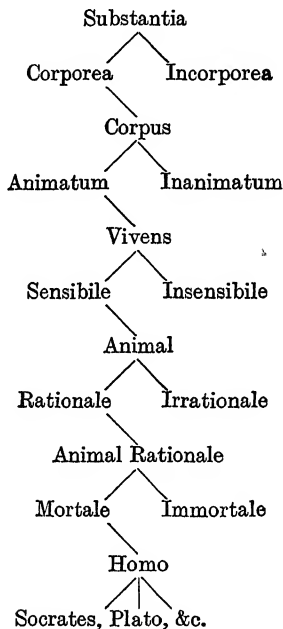 Substantia
Corporea Incorporea
Corpus
Animatum Inanimatum
Vivens
Sensibile Insensibile
Animal
Rationale Irrationale
Animal Rationale
Mortale Immortale
Homo
Socrates, Plato, &c.